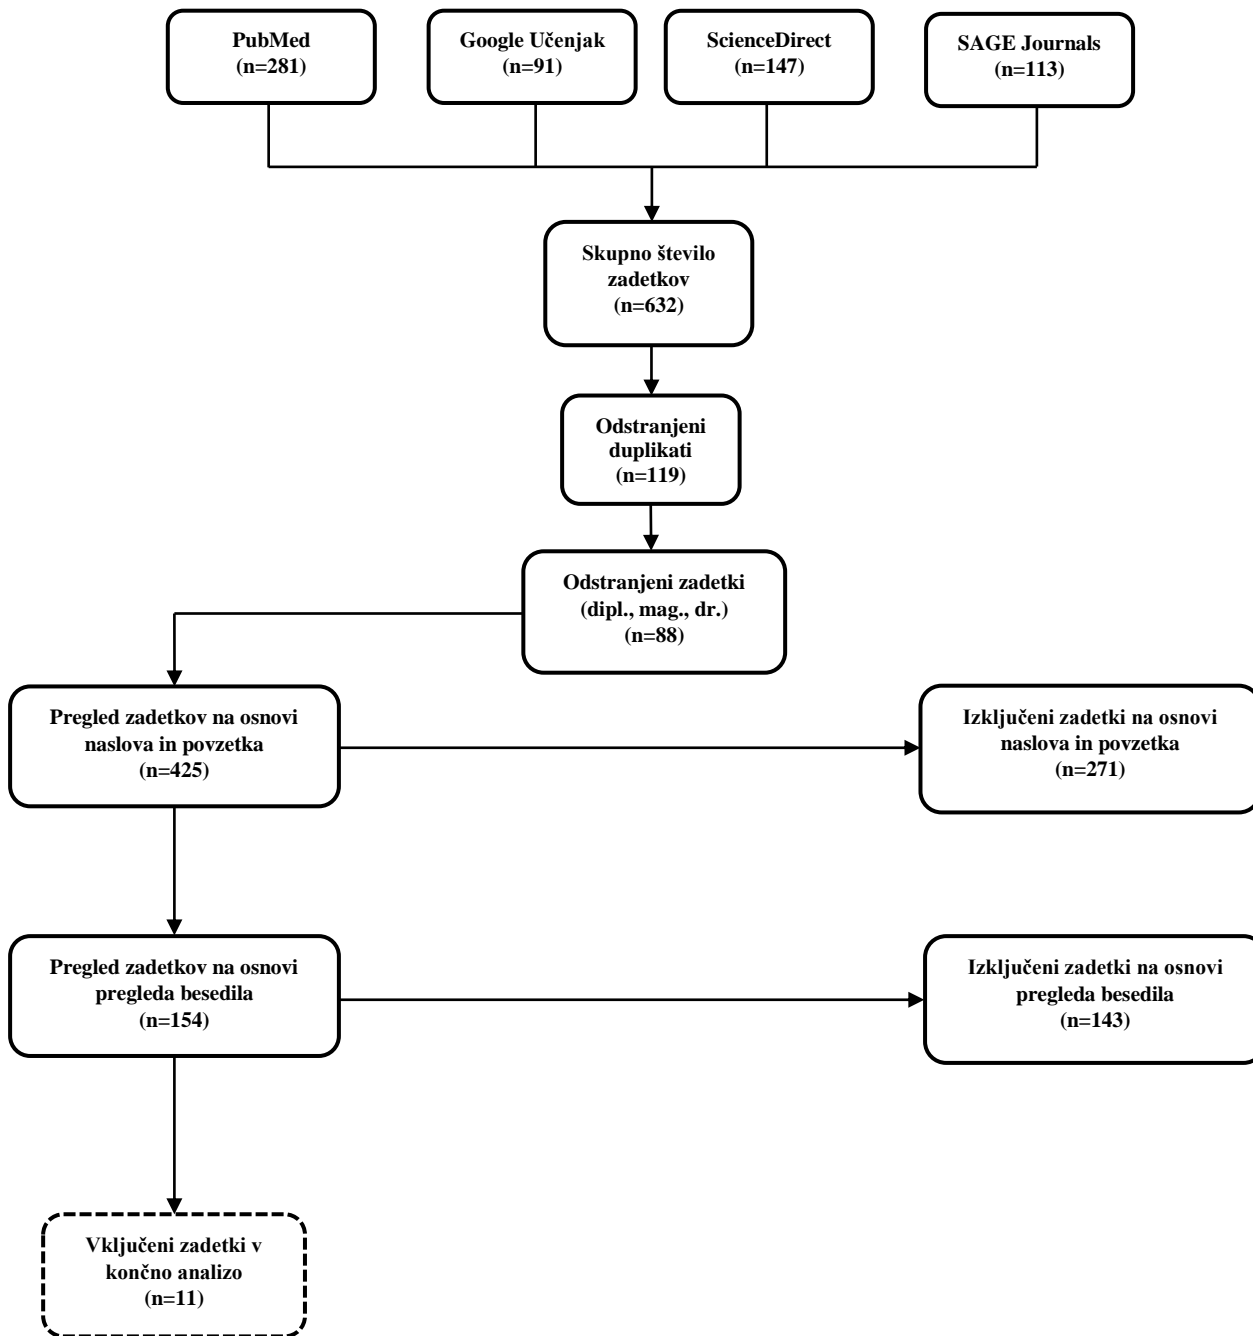 PubMed
(n=281)
Google Učenjak
(n=91)
ScienceDirect
(n=147)
SAGE Journals
(n=113)
Skupno število
zadetkov
(n=632)
Odstranjeni
duplikati
(n=119)
Odstranjeni zadetki
(dipl., mag., dr.)
(n=88)
Pregled zadetkov na osnovi
naslova in povzetka
(n=425)
Izključeni zadetki na osnovi
naslova in povzetka
(n=271)
Pregled zadetkov na osnovi
pregleda besedila
(n=154)
Izključeni zadetki na osnovi
pregleda besedila
(n=143)
Vključeni zadetki v
končno analizo
(n=11)